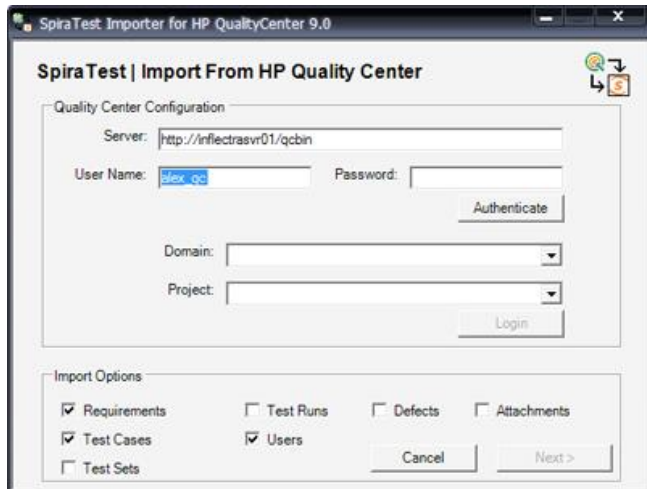 SpiraTest Importer for HP QualityCenter 9.0
SpiraTest | Import From HP Quality Center
Quality Center Configuration
Server: http://inflectrasvr01/qcbin
User Name: alex_qc Password:
Authenticate
Domain:
Project:
Login
Import Options
Requirements Test Runs Defects Attachments
Test Cases Users
Test Sets Cancel Next >